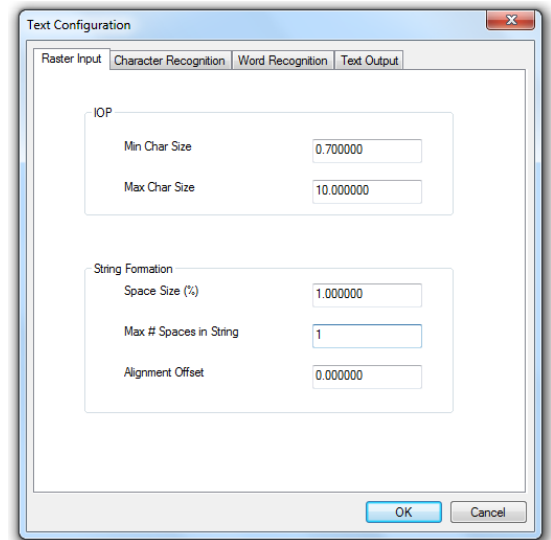 Text Configuration
Raster Input Character Recognition Word Recognition Text Output
IOP
Min Char Size 0.700000
Max Char Size 10.000000
String Formation
Space Size (%) 1.000000
Max # Spaces in String 1
Alignment Offset 0.000000
OK Cancel